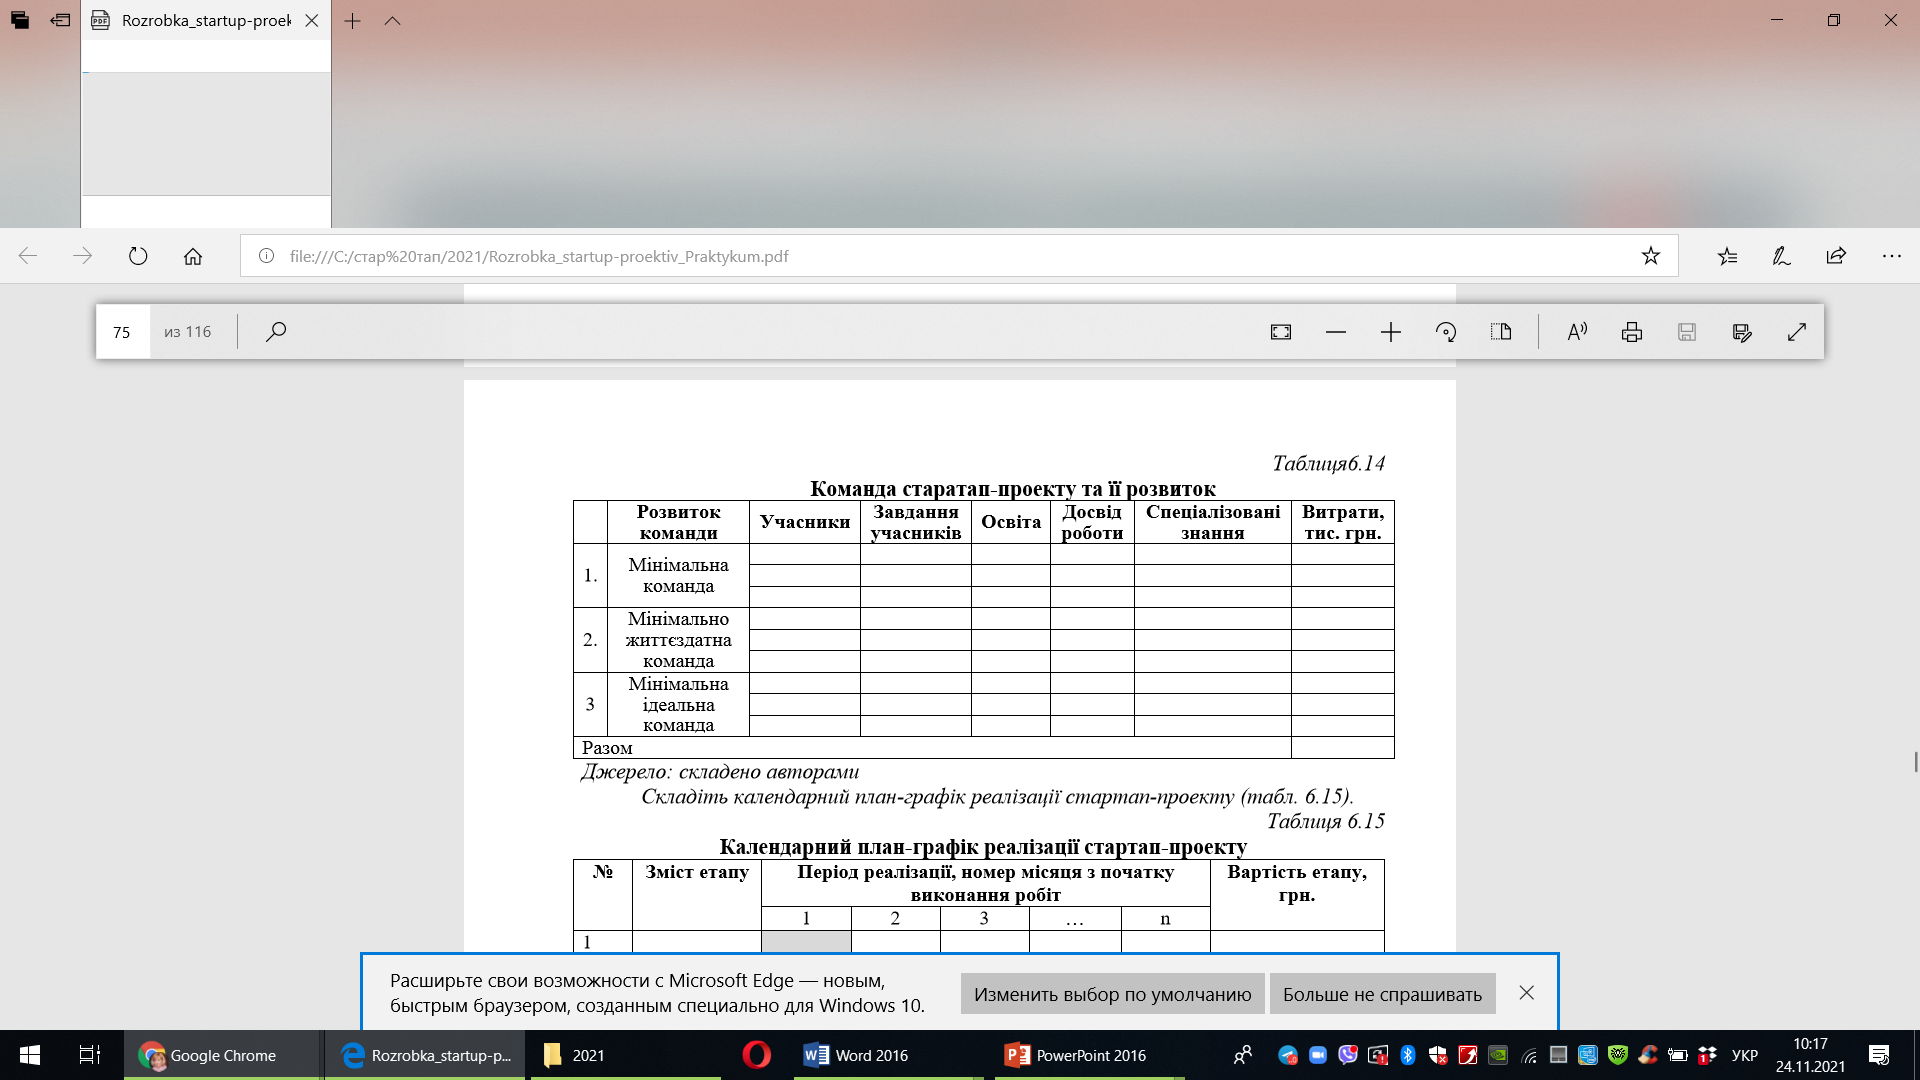 Rozrobka_startup-proek
file:///C:/стар%20тап/2021/Rozrobka_startup-proektiv_Praktykum.pdf
75 из 116
Таблиця6.14
Команда старатап-проекту та її розвиток
Розвиток команди Учасники Завдання учасників Освіта Досвід роботи Спеціалізовані знання Витрати, тис. грн.
1. Мінімальна команда
2. Мінімально життєздатна команда
3 Мінімальна ідеальна команда
Разом
Джерело: складено авторами
Складіть календарний план-графік реалізації стартап-проекту (табл. 6.15).
Таблиця 6.15
Календарний план-графік реалізації стартап-проекту
№ Зміст етапу Період реалізації, номер місяця з початку виконання робіт Вартість етапу, грн.
1 2 3 … n
1
Расширьте свои возможности с Microsoft Edge — новым,
быстрым браузером, созданным специально для Windows 10.
Изменить выбор по умолчанию
Больше не спрашивать
Google Chrome
Rozrobka_startup-p...
2021
Word 2016
PowerPoint 2016
УКР
10:17
24.11.2021